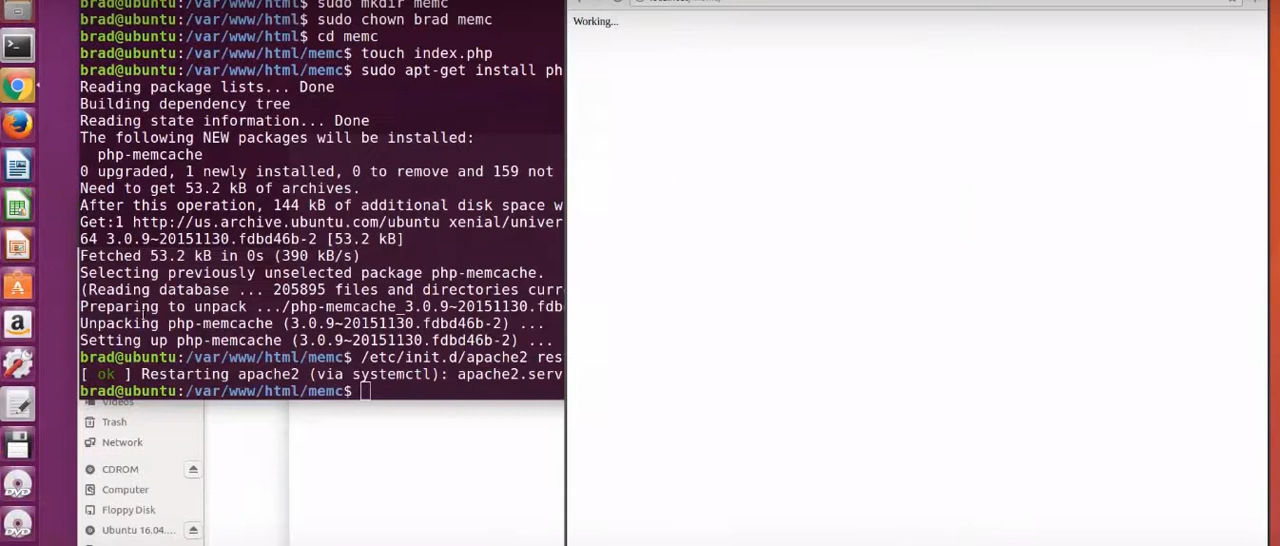 brad@ubuntu:/var/www/html$ sudo mkdir memc
brad@ubuntu:/var/www/html$ sudo chown brad memc
brad@ubuntu:/var/www/html$ cd memc
brad@ubuntu:/var/www/html/memc$ touch index.php
brad@ubuntu:/var/www/html/memc$ sudo apt-get install ph
Reading package lists... Done
Building dependency tree
Reading state information... Done
The following NEW packages will be installed:
php-memcache
0 upgraded, 1 newly installed, 0 to remove and 159 not
Need to get 53.2 kB of archives.
After this operation, 144 kB of additional disk space w
Get:1 http://us.archive.ubuntu.com/ubuntu xenial/univer
64 3.0.9~20151130.fdbd46b-2 [53.2 kB]
Fetched 53.2 kB in 0s (390 kB/s)
Selecting previously unselected package php-memcache.
(Reading database ... 205895 files and directories curr
Preparing to unpack .../php-memcache_3.0.9~20151130.fdb
Unpacking php-memcache (3.0.9~20151130.fdbd46b-2) ...
Setting up php-memcache (3.0.9~20151130.fdbd46b-2) ...
brad@ubuntu:/var/www/html/memc$ /etc/init.d/apache2 res
[ ok ] Restarting apache2 (via systemctl): apache2.serv
brad@ubuntu:/var/www/html/memc$
Videos
Trash
Network
CDROM
Computer
Floppy Disk
Ubuntu 16.04....
Working...
DVD
DVD